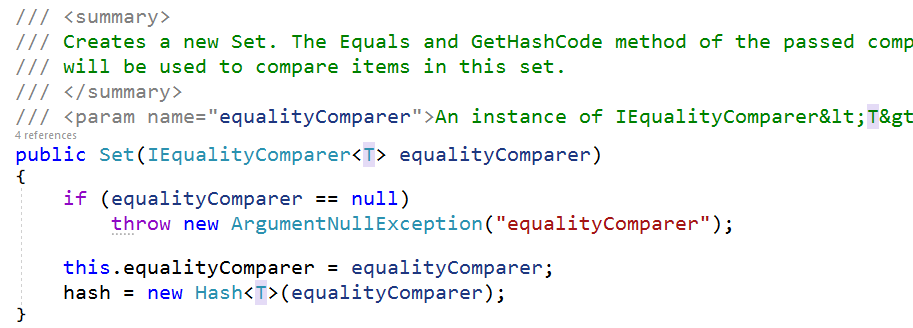 /// <summary>
/// Creates a new Set. The Equals and GetHashCode method of the passed comp
/// will be used to compare items in this set.
/// </summary>
/// <param name="equalityComparer">An instance of IEqualityComparer&lt;T&gt
4 references
public Set(IEqualityComparer<T> equalityComparer)
{
if (equalityComparer == null)
throw new ArgumentNullException("equalityComparer");
this.equalityComparer = equalityComparer;
hash = new Hash<T>(equalityComparer);
}